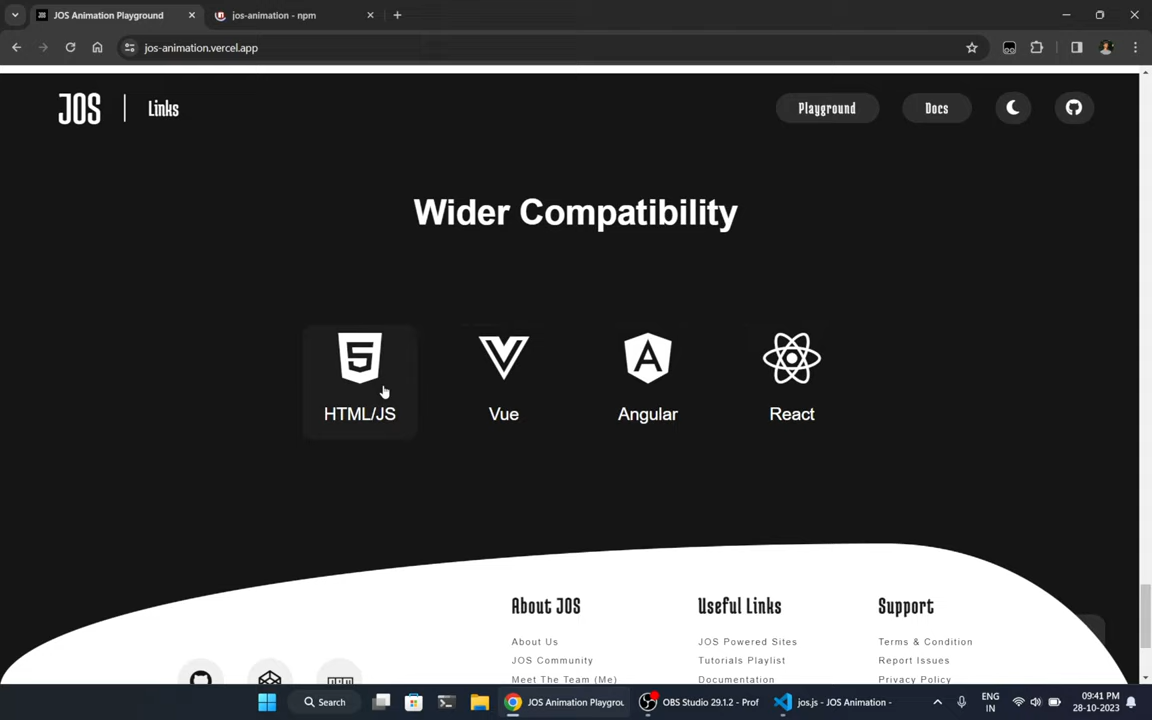 JOS Animation Playground
jos-animation - npm
jos-animation.vercel.app
JOS
Links
Playground
Docs
Wider Compatibility
HTML/JS
Vue
Angular
React
About JOS
Useful Links
Support
About Us
JOS Powered Sites
Terms & Condition
JOS Community
Tutorials Playlist
Report Issues
Meet The Team (Me)
Documentation
Privacy Policy
Search
JOS Animation Playgrou
OBS Studio 29.1.2 - Prof
jos.js - JOS Animation -
ENG
IN
09:41 PM
28-10-2023